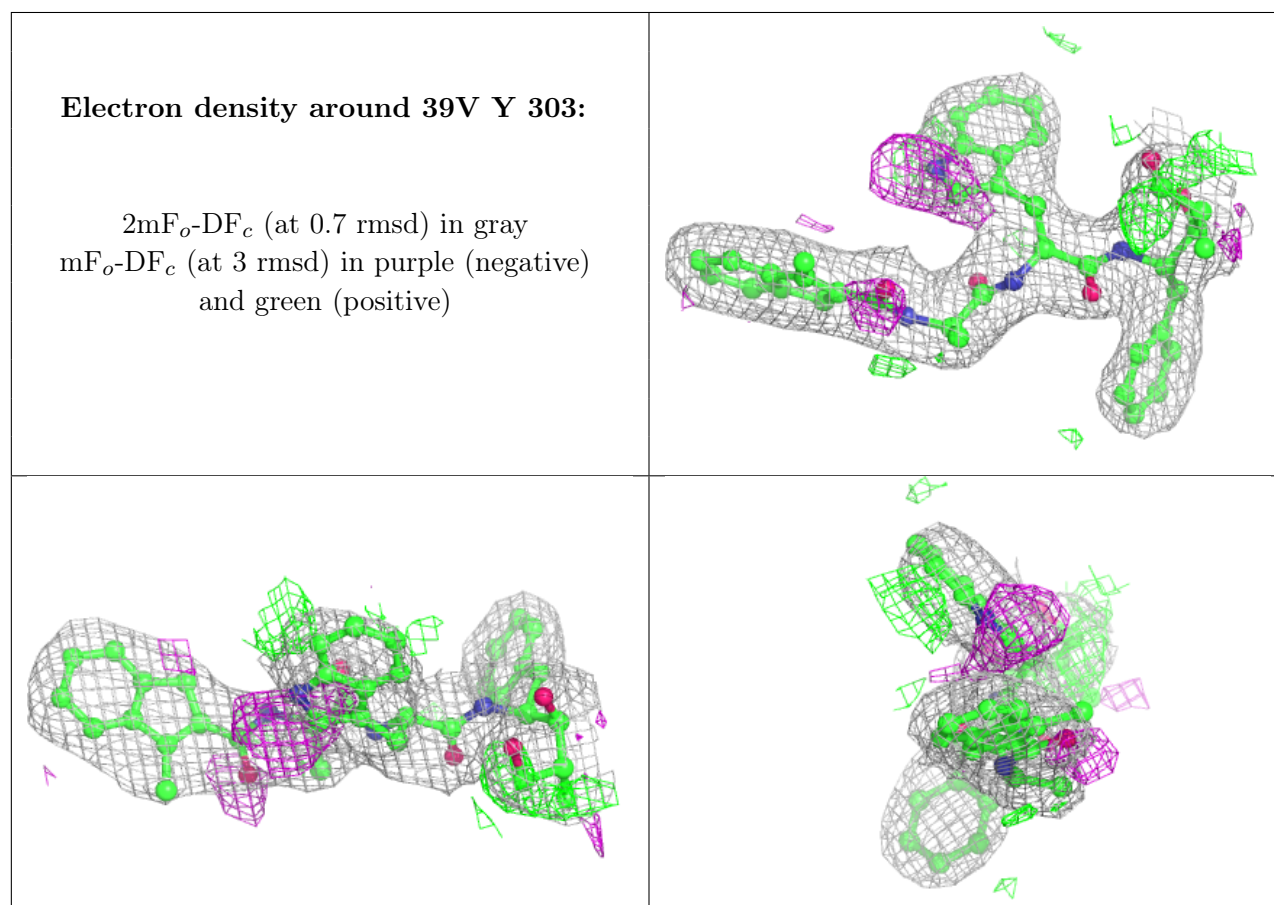 Electron density around 39V Y 303:
2mFo-DFc (at 0.7 rmsd) in gray
mFo-DFc (at 3 rmsd) in purple (negative)
and green (positive)